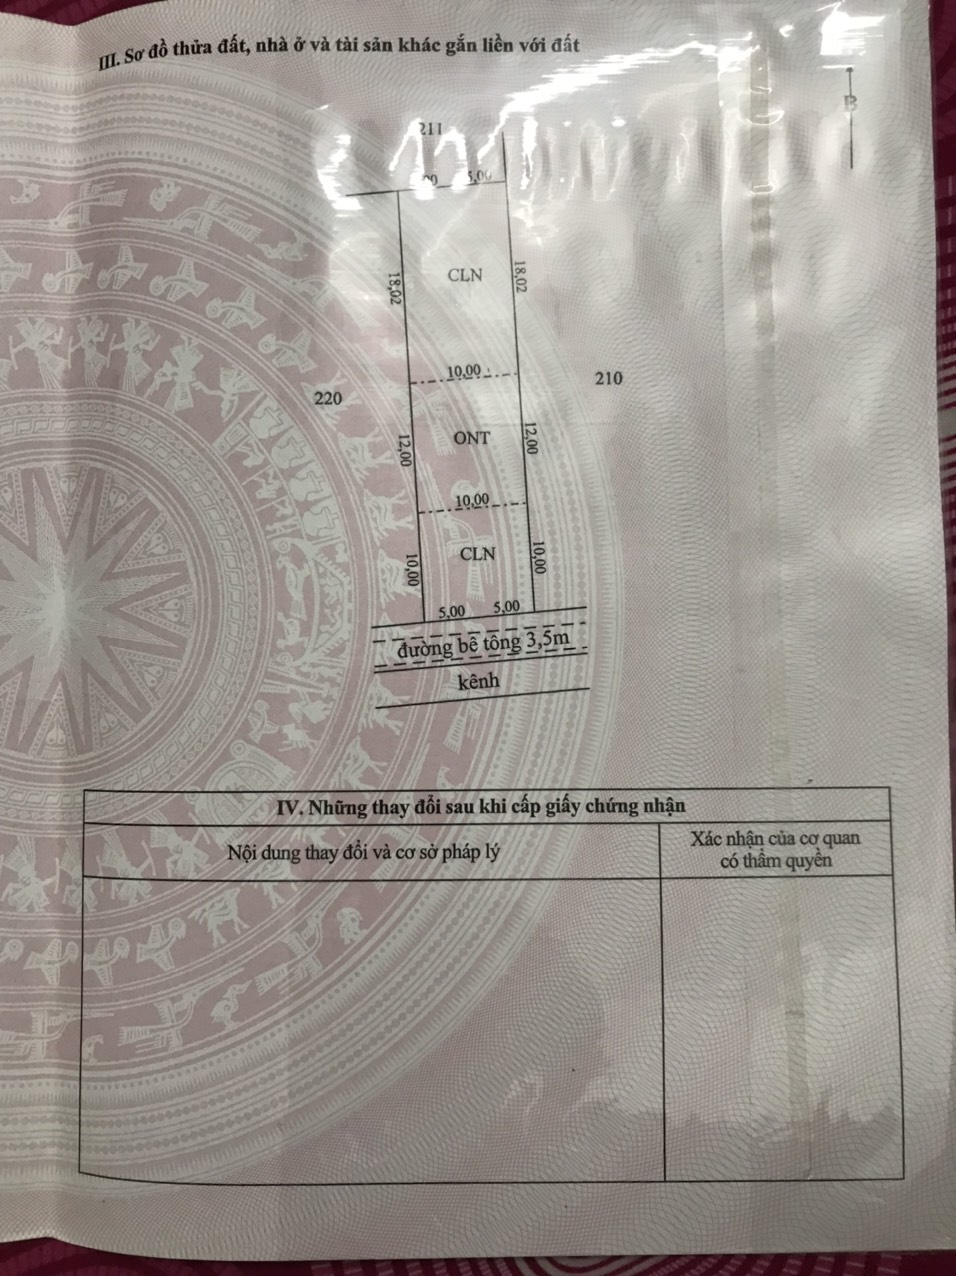 III. Sơ đồ thửa đất, nhà ở và tài sản khác gắn liền với đất
B
211
5,00
18,02
CLN
18,02
10,00
220
210
12,00
ONT
12,00
10,00
10,00
CLN
10,00
5,00 5,00
đường bê tông 3,5m
kênh
IV. Những thay đổi sau khi cấp giấy chứng nhận
Nội dung thay đổi và cơ sở pháp lý
Xác nhận của cơ quan
có thẩm quyền